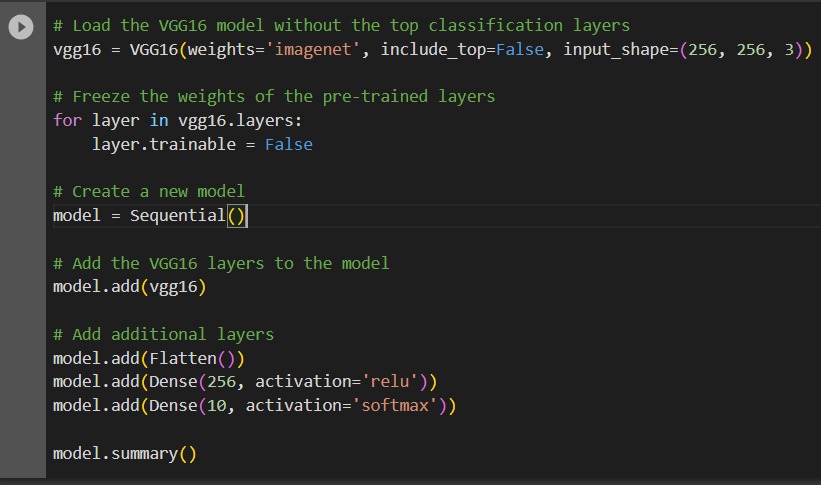 # Load the VGG16 model without the top classification layers
vgg16 = VGG16(weights='imagenet', include_top=False, input_shape=(256, 256, 3))
# Freeze the weights of the pre-trained layers
for layer in vgg16.layers:
    layer.trainable = False
# Create a new model
model = Sequential()
# Add the VGG16 layers to the model
model.add(vgg16)
# Add additional layers
model.add(Flatten())
model.add(Dense(256, activation='relu'))
model.add(Dense(10, activation='softmax'))
model.summary()